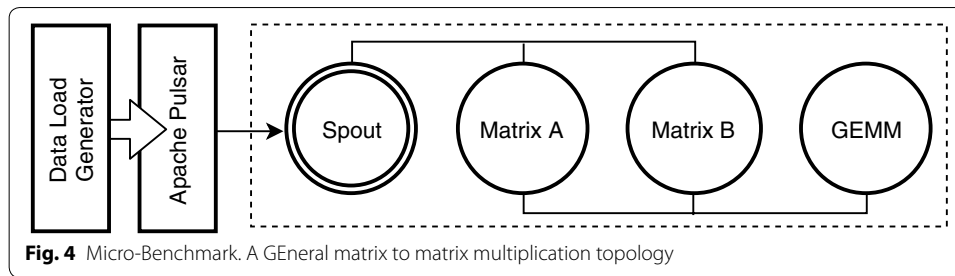 Data Load
Generator
Apache Pulsar
Spout
Matrix A
Matrix B
GEMM
Fig. 4 Micro-Benchmark. A GEneral matrix to matrix multiplication topology